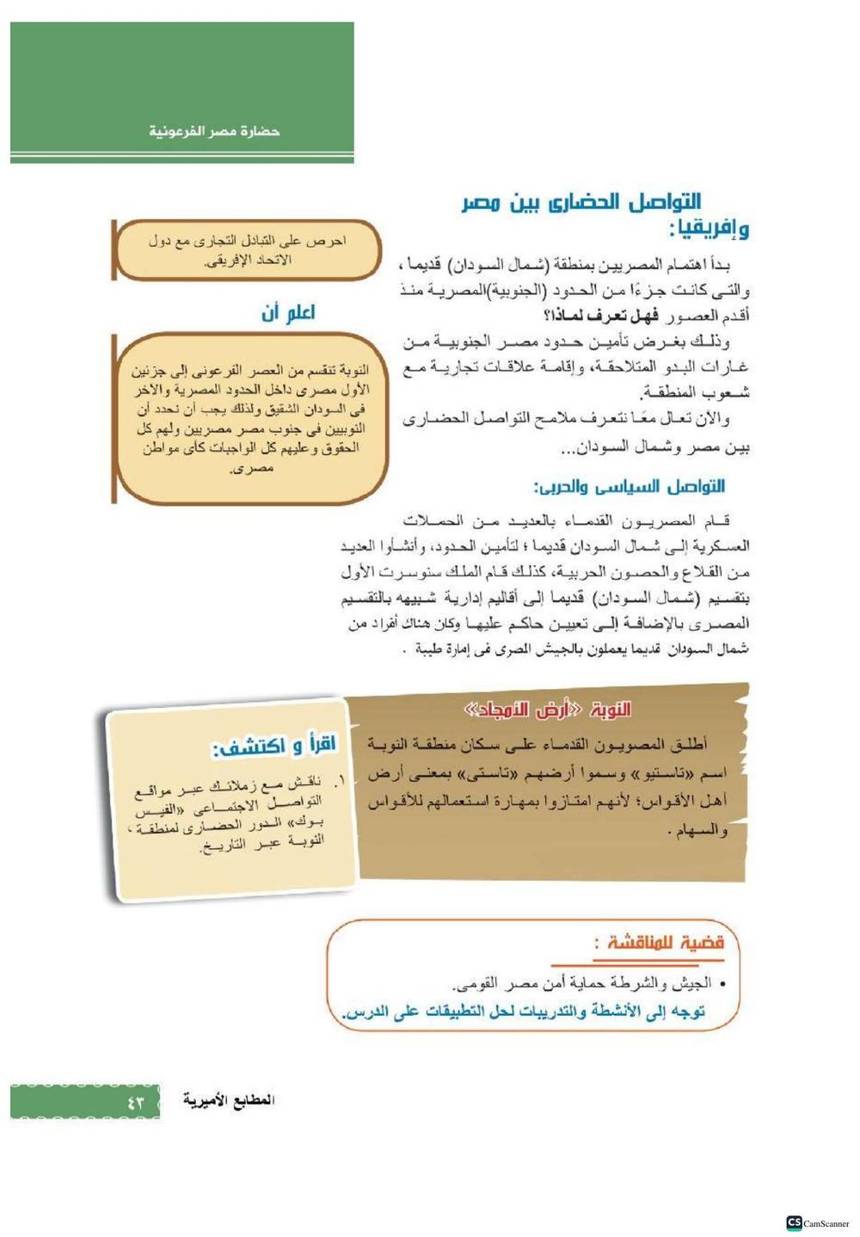 حضارة مصر الفرعونية
التواصل الحضارى بين مصر
وإفريقيا:
بدأ اهتمام المصريين بمنطقة (شمال السودان) قديما ،
والتى كانت جزءًا من الحدود (الجنوبية)المصرية منذ
أقدم العصور فهل تعرف لماذا؟
وذلك بغرض تأمين حدود مصر الجنوبية من
غارات البدو المتلاحقة، وإقامة علاقات تجارية مع
شعوب المنطقة.
والآن تعال معًا نتعرف ملامح التواصل الحضارى
بين مصر وشمال السودان...
احرص على التبادل التجارى مع دول
الاتحاد الإفريقى.
اعلم أن
النوبة تنقسم من العصر الفرعونى إلى جزئين
الأول مصرى داخل الحدود المصرية والآخر
فى السودان الشقيق ولذلك يجب أن نحدد أن
النوبيين فى جنوب مصر مصريين ولهم كل
الحقوق وعليهم كل الواجبات كأى مواطن
مصرى.
التواصل السياسى والحربى:
قام المصريون القدماء بالعديد من الحملات
العسكرية إلى شمال السودان قديما ؛ لتأمين الحدود، وأنشأوا العديد
من القلاع والحصون الحربية، كذلك قام الملك سنوسرت الأول
بتقسيم (شمال السودان) قديما إلى أقاليم إدارية شبيهه بالتقسيم
المصرى بالإضافة إلى تعيين حاكم عليها وكان هناك أفراد من
شمال السودان قديما يعملون بالجيش المصرى فى إمارة طيبة .
النوبة «أرض الأمجاد»
أطلق المصويون القدماء على سكان منطقة النوبة
اسم «تاستيو» وسموا أرضهم «تاستى» بمعنى أرض
أهل الأقواس؛ لأنهم امتازوا بمهارة استعمالهم للأقواس
والسهام .
اقرأ و اكتشف:
١. ناقش مع زملائك عبر مواقع
التواصل الاجتماعى «الفيس
بوك» الدور الحضارى لمنطقة ،
النوبة عبر التاريخ.
قضية للمناقشة :
• الجيش والشرطة حماية أمن مصر القومى.
توجه إلى الأنشطة والتدريبات لحل التطبيقات على الدرس.
المطابع الأميرية
٤٣
CS CamScanner